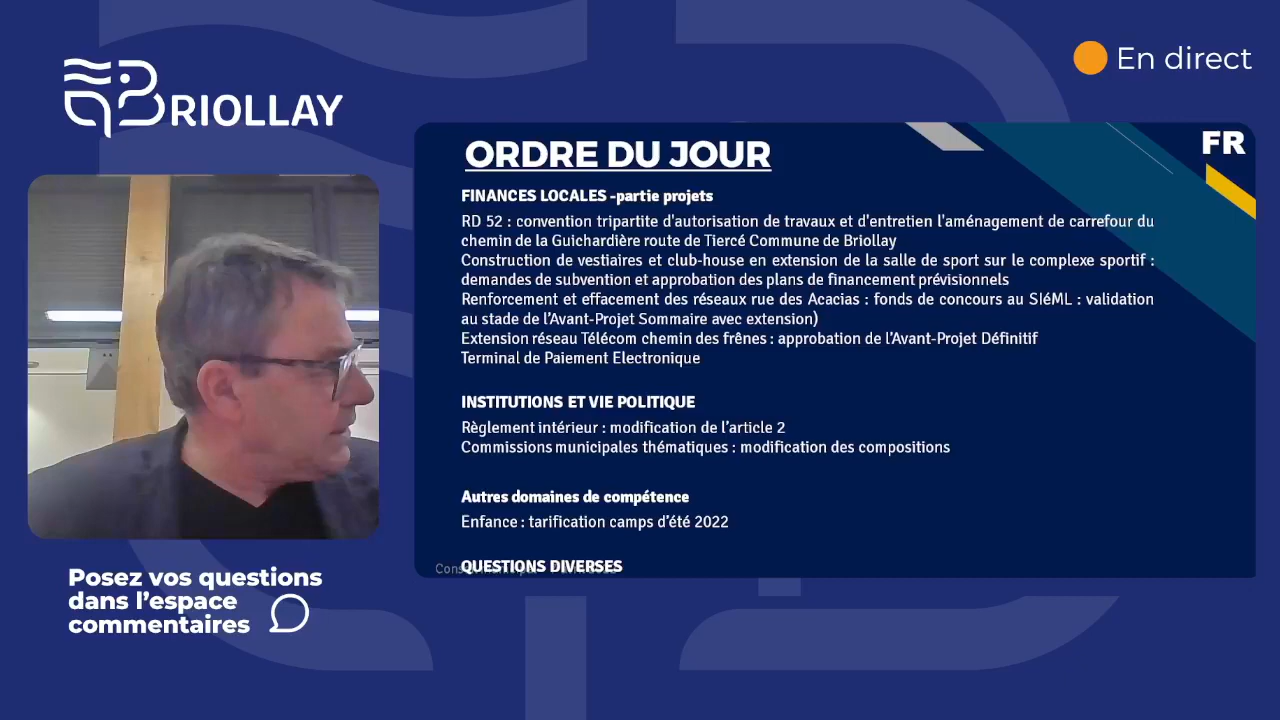 BRIOLLAY
En direct
ORDRE DU JOUR
FR
FINANCES LOCALES -partie projets
RD 52 : convention tripartite d'autorisation de travaux et d'entretien l'aménagement de carrefour du
chemin de la Guichardière route de Tiercé Commune de Briollay
Construction de vestiaires et club-house en extension de la salle de sport sur le complexe sportif :
demandes de subvention et approbation des plans de financement prévisionnels
Renforcement et effacement des réseaux rue des Acacias : fonds de concours au SIéML : validation
au stade de l'Avant-Projet Sommaire avec extension)
Extension réseau Télécom chemin des frênes : approbation de l'Avant-Projet Définitif
Terminal de Paiement Electronique
INSTITUTIONS ET VIE POLITIQUE
Règlement intérieur : modification de l'article 2
Commissions municipales thématiques : modification des compositions
Autres domaines de compétence
Enfance : tarification camps d'été 2022
QUESTIONS DIVERSES
Posez vos questions
dans l'espace
commentaires